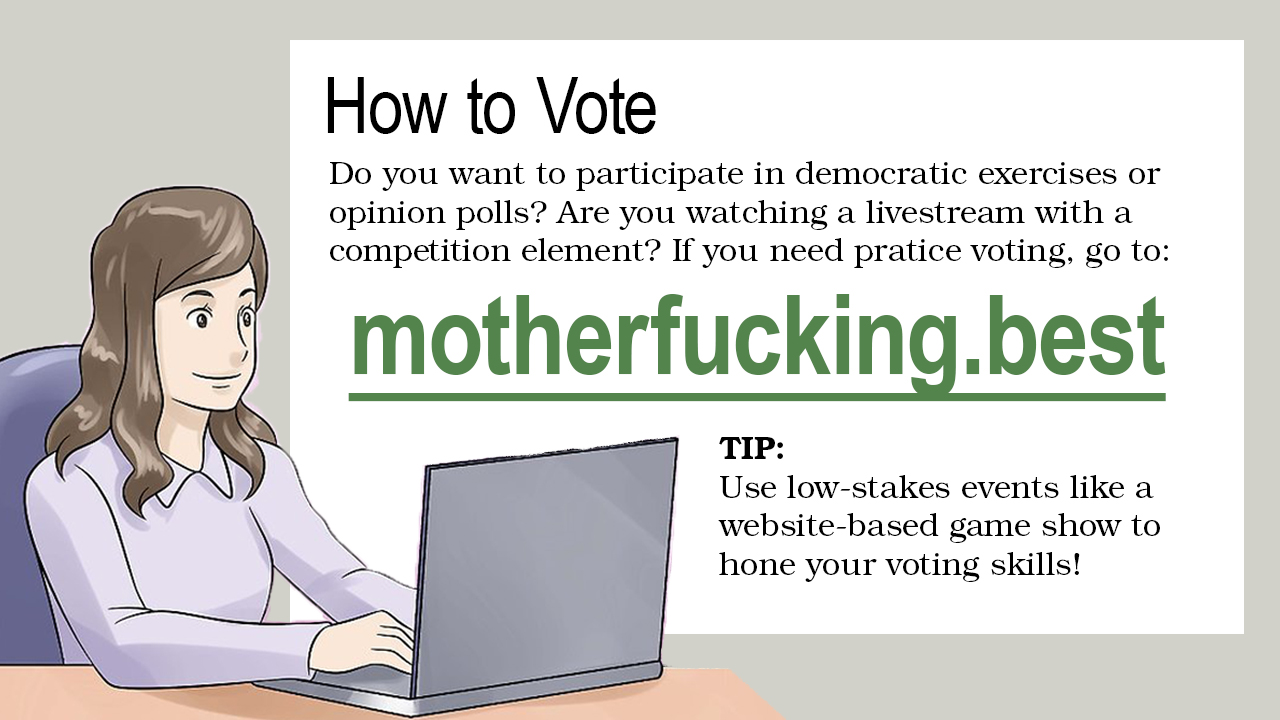 How to Vote
Do you want to participate in democratic exercises or
opinion polls? Are you watching a livestream with a
competition element? If you need pratice voting, go to:
motherfucking.best
TIP:
Use low-stakes events like a
website-based game show to
hone your voting skills!